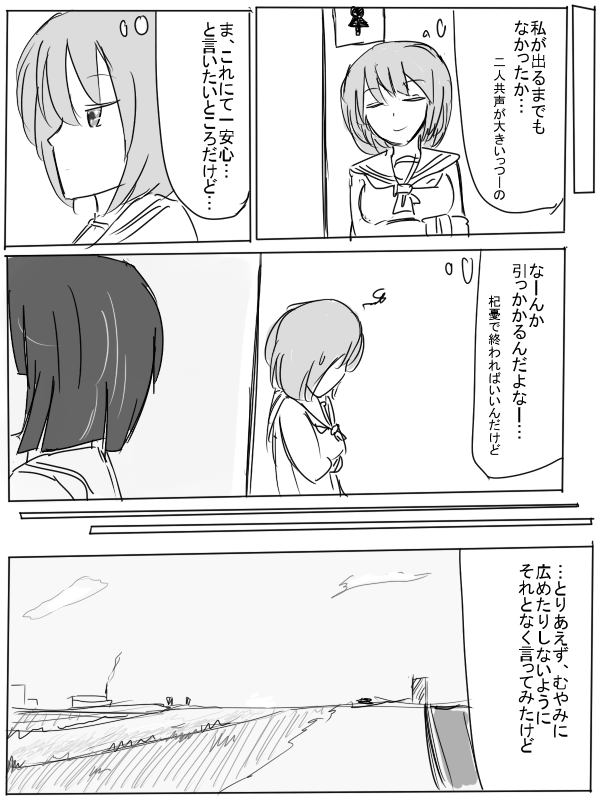 私が出るまでも
なかったか…
二人共声が大きいっつーの
ま、これにて一安心…
と言いたいところだけど…
なーんか
引っかかるんだよなー…
杞憂で終わればいいんだけど
…とりあえず、むやみに
広めたりしないように
それとなく言ってみたけど